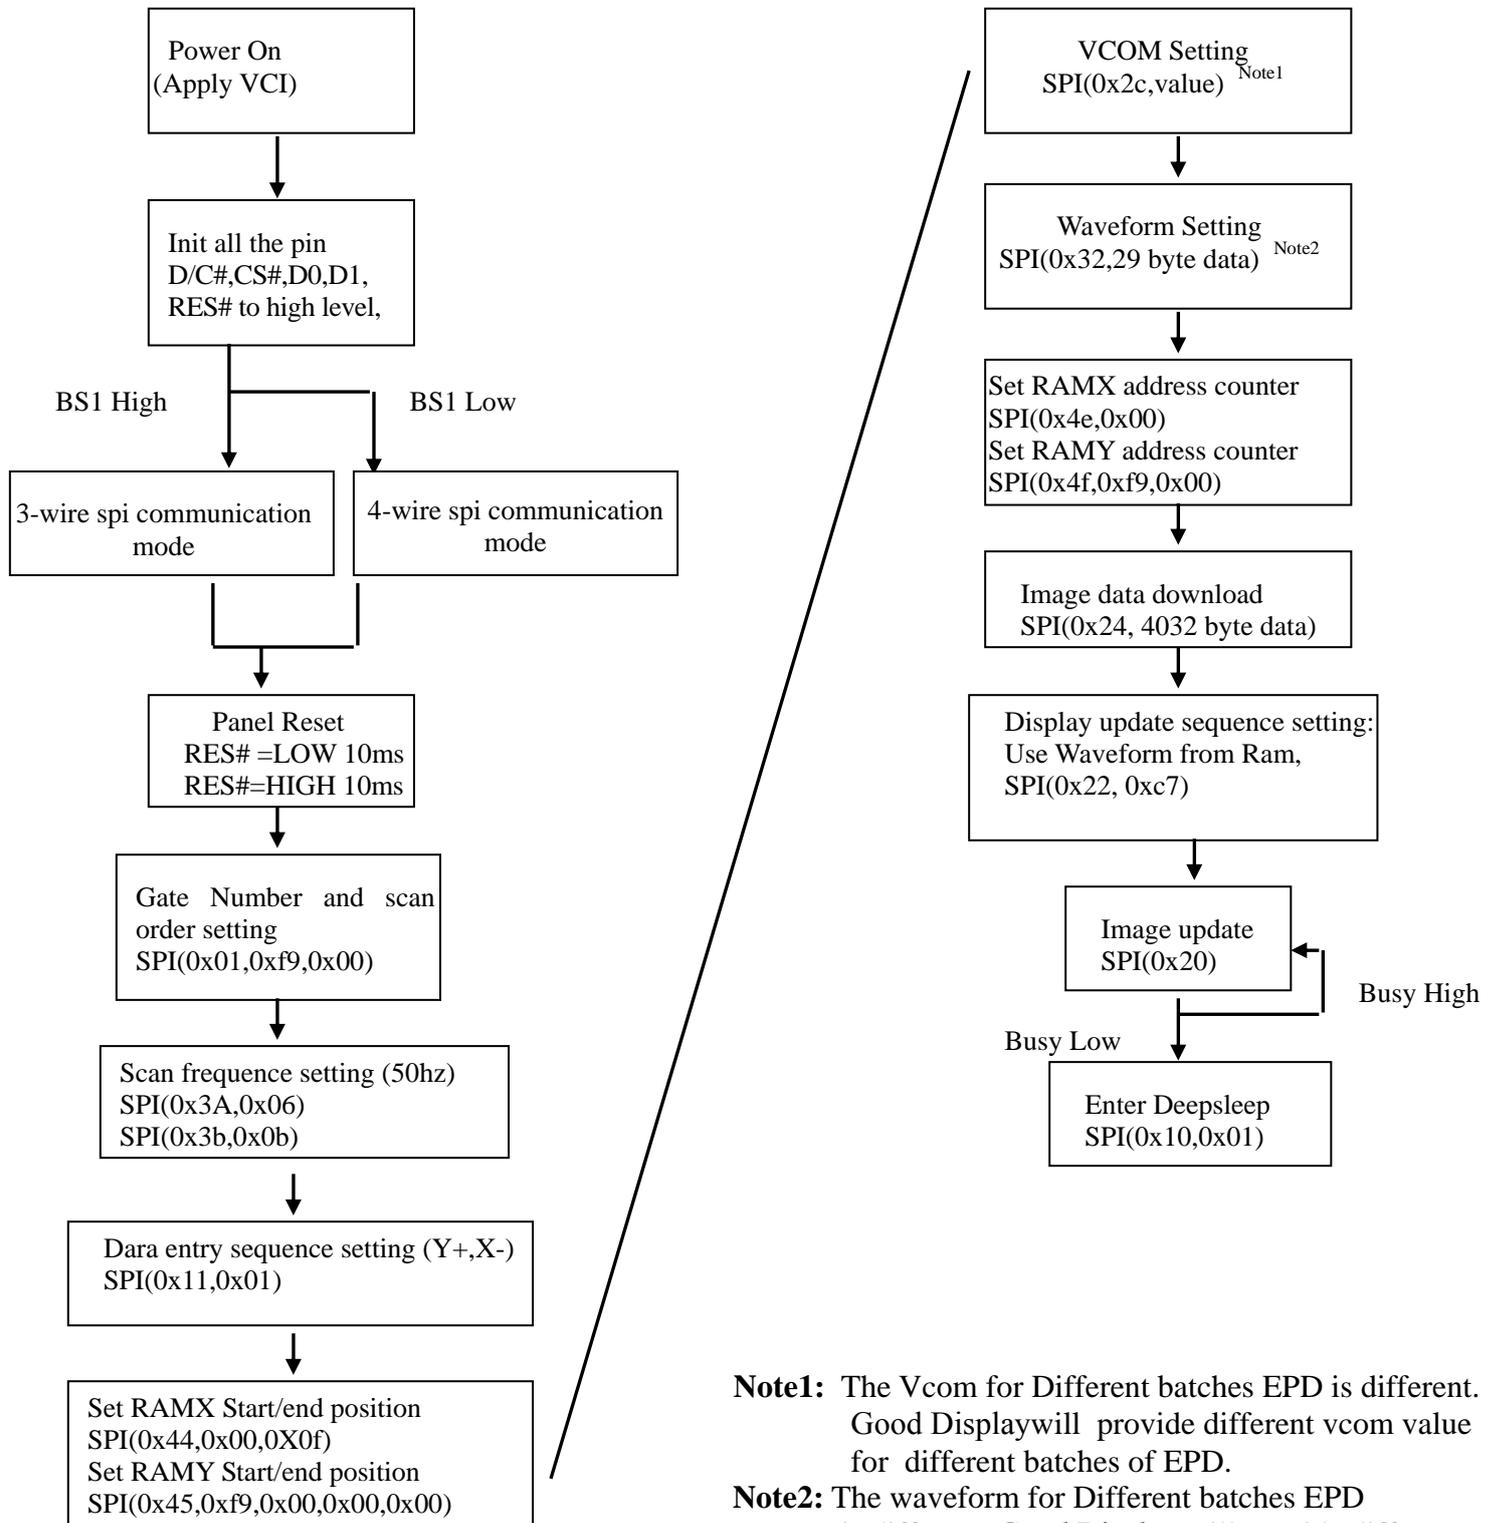 Power On
(Apply VCI)
Init all the pin
D/C#,CS#,D0,D1,
RES# to high level,
BS1 High
BS1 Low
3-wire spi communication
mode
4-wire spi communication
mode
Panel Reset
RES# =LOW 10ms
RES#=HIGH 10ms
Gate Number and scan
order setting
SPI(0x01,0xf9,0x00)
Scan frequence setting (50hz)
SPI(0x3A,0x06)
SPI(0x3b,0x0b)
Dara entry sequence setting (Y+,X-)
SPI(0x11,0x01)
Set RAMX Start/end position
SPI(0x44,0x00,0X0f)
Set RAMY Start/end position
SPI(0x45,0xf9,0x00,0x00,0x00)
VCOM Setting
SPI(0x2c,value) Note1
Waveform Setting
SPI(0x32,29 byte data) Note2
Set RAMX address counter
SPI(0x4e,0x00)
Set RAMY address counter
SPI(0x4f,0xf9,0x00)
Image data download
SPI(0x24, 4032 byte data)
Display update sequence setting:
Use Waveform from Ram,
SPI(0x22, 0xc7)
Image update
SPI(0x20)
Busy High
Busy Low
Enter Deepsleep
SPI(0x10,0x01)
Note1: The Vcom for Different batches EPD is different.
Good Displaywill provide different vcom value
for different batches of EPD.
Note2: The waveform for Different batches EPD